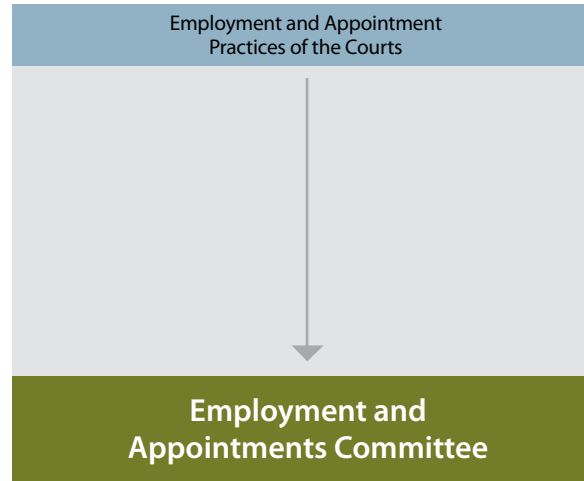 Employment and Appointment
Practices of the Courts
Employment and
Appointments Committee